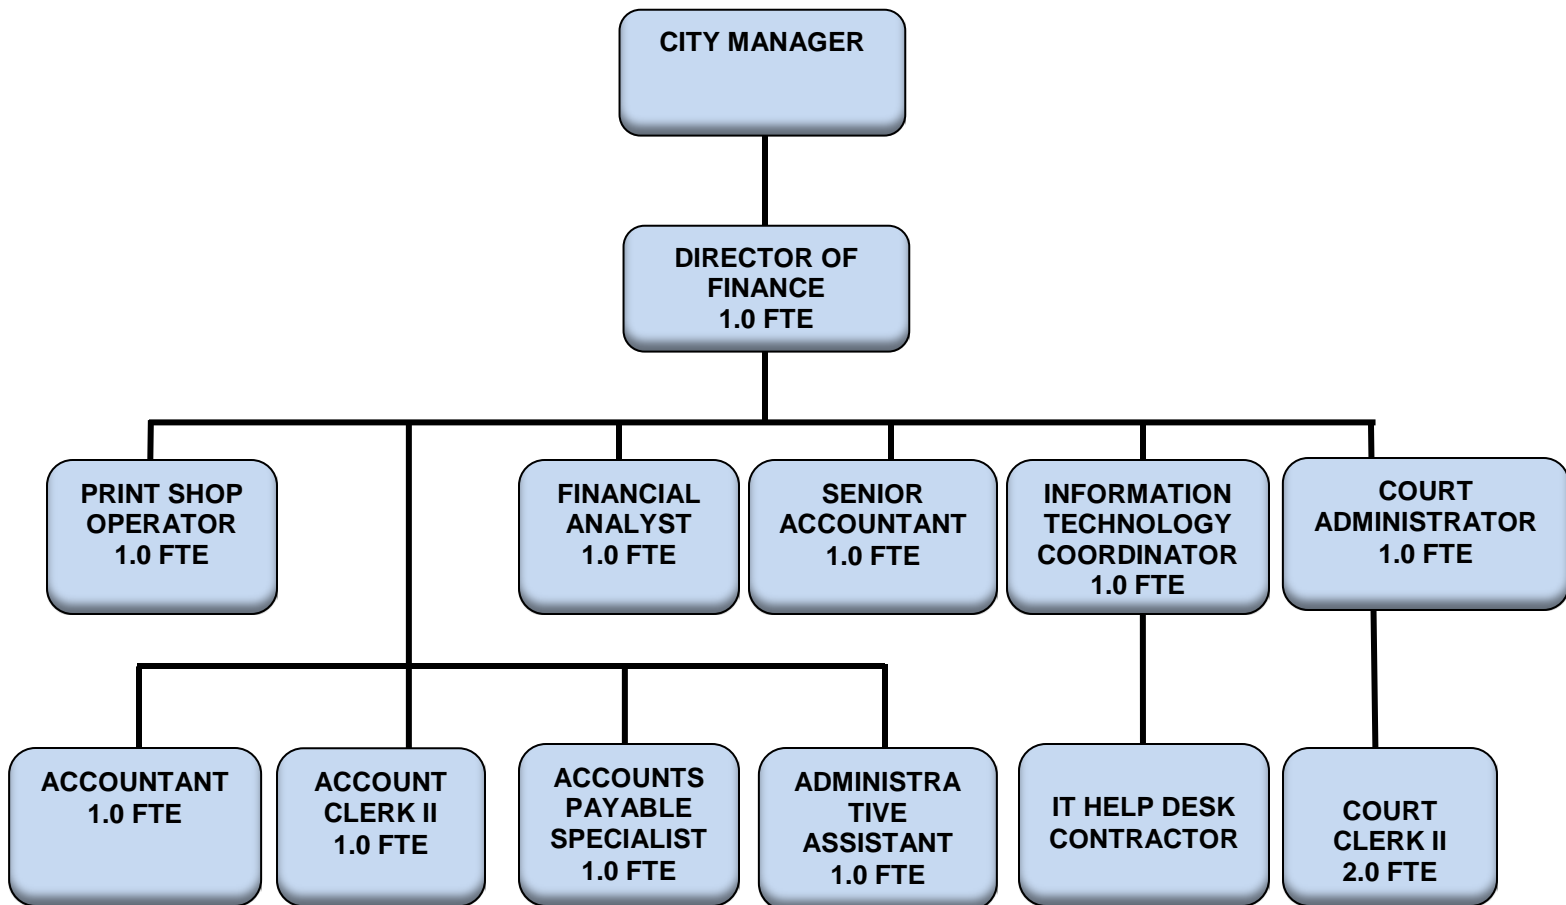 CITY MANAGER
DIRECTOR OF
FINANCE
1.0 FTE
PRINT SHOP
OPERATOR
1.0 FTE
FINANCIAL
ANALYST
1.0 FTE
SENIOR
ACCOUNTANT
1.0 FTE
INFORMATION
TECHNOLOGY
COORDINATOR
1.0 FTE
COURT
ADMINISTRATOR
1.0 FTE
ACCOUNTANT
1.0 FTE
ACCOUNT
CLERK II
1.0 FTE
ACCOUNTS
PAYABLE
SPECIALIST
1.0 FTE
ADMINISTRA
TIVE
ASSISTANT
1.0 FTE
IT HELP DESK
CONTRACTOR
COURT
CLERK II
2.0 FTE